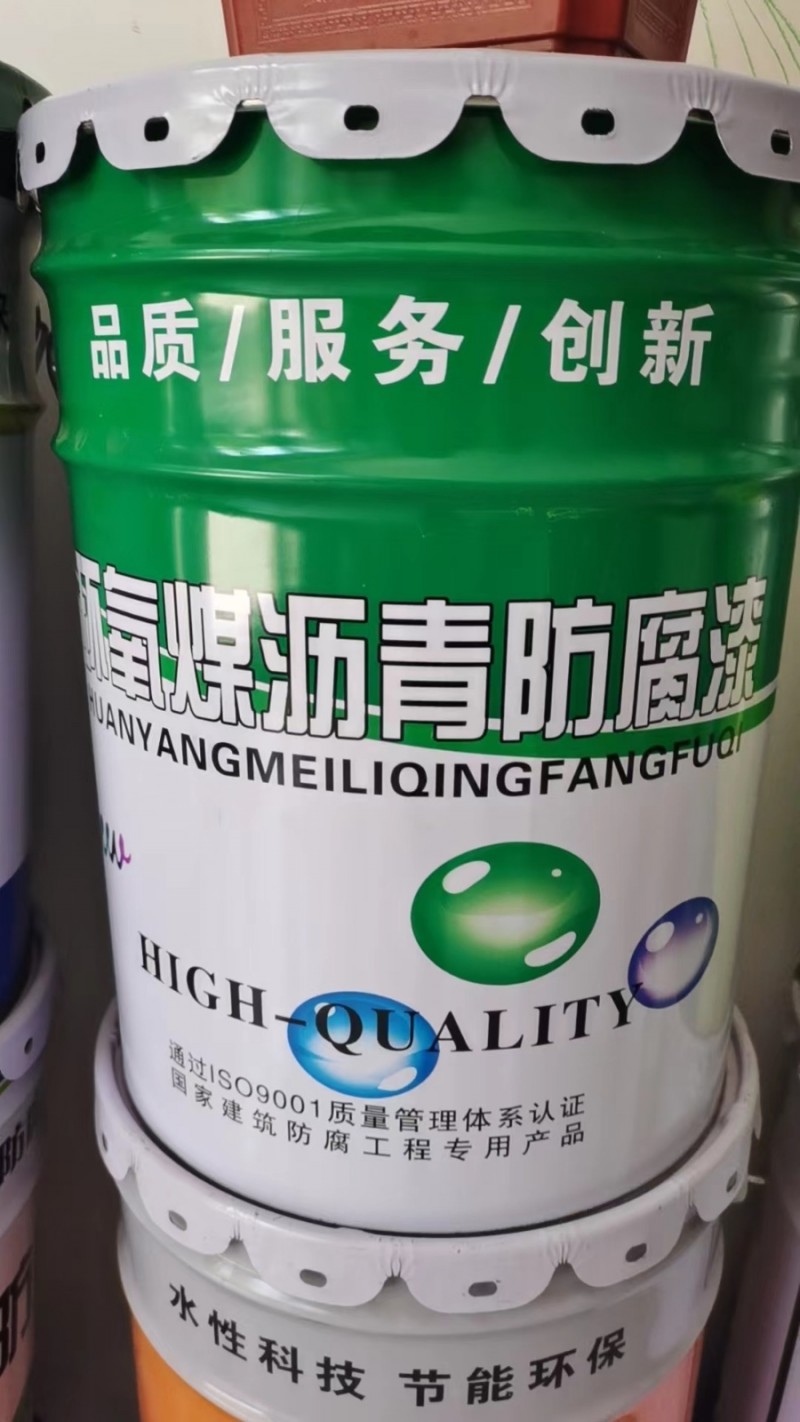 品质/服务/创新
环氧煤沥青防腐漆
HUANYANGMEILIQINGFANGFUQI
HIGH-QUALITY
通过ISO9001质量管理体系认证
国家建筑防腐工程专用产品
水性科技 节能环保